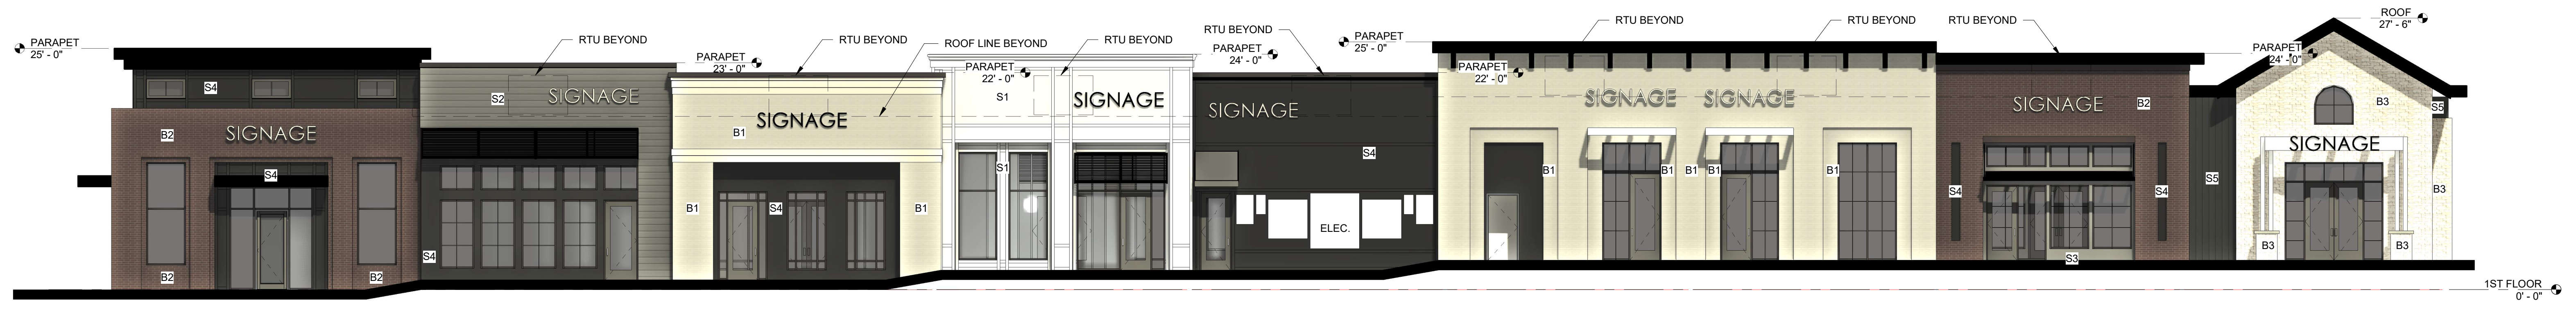 PARAPET
25' - 0"
S4
B2
SIGNAGE
S4
B2
B2
RTU BEYOND
S2
SIGNAGE
S4
PARAPET
23' - 0"
RTU BEYOND
ROOF LINE BEYOND
B1
SIGNAGE
B1
S4
B1
PARAPET
22' - 0"
RTU BEYOND
S1
SIGNAGE
S1
RTU BEYOND
PARAPET
24' - 0"
SIGNAGE
S4
ELEC.
PARAPET
25' - 0"
PARAPET
22' - 0"
RTU BEYOND
RTU BEYOND
SIGNAGE
SIGNAGE
B1
B1
B1
B1
B1
RTU BEYOND
PARAPET
24' - 0"
SIGNAGE
B2
S4
S4
S3
ROOF
27' - 6"
B3
S5
SIGNAGE
S5
B3
B3
B3
1ST FLOOR
0' - 0"